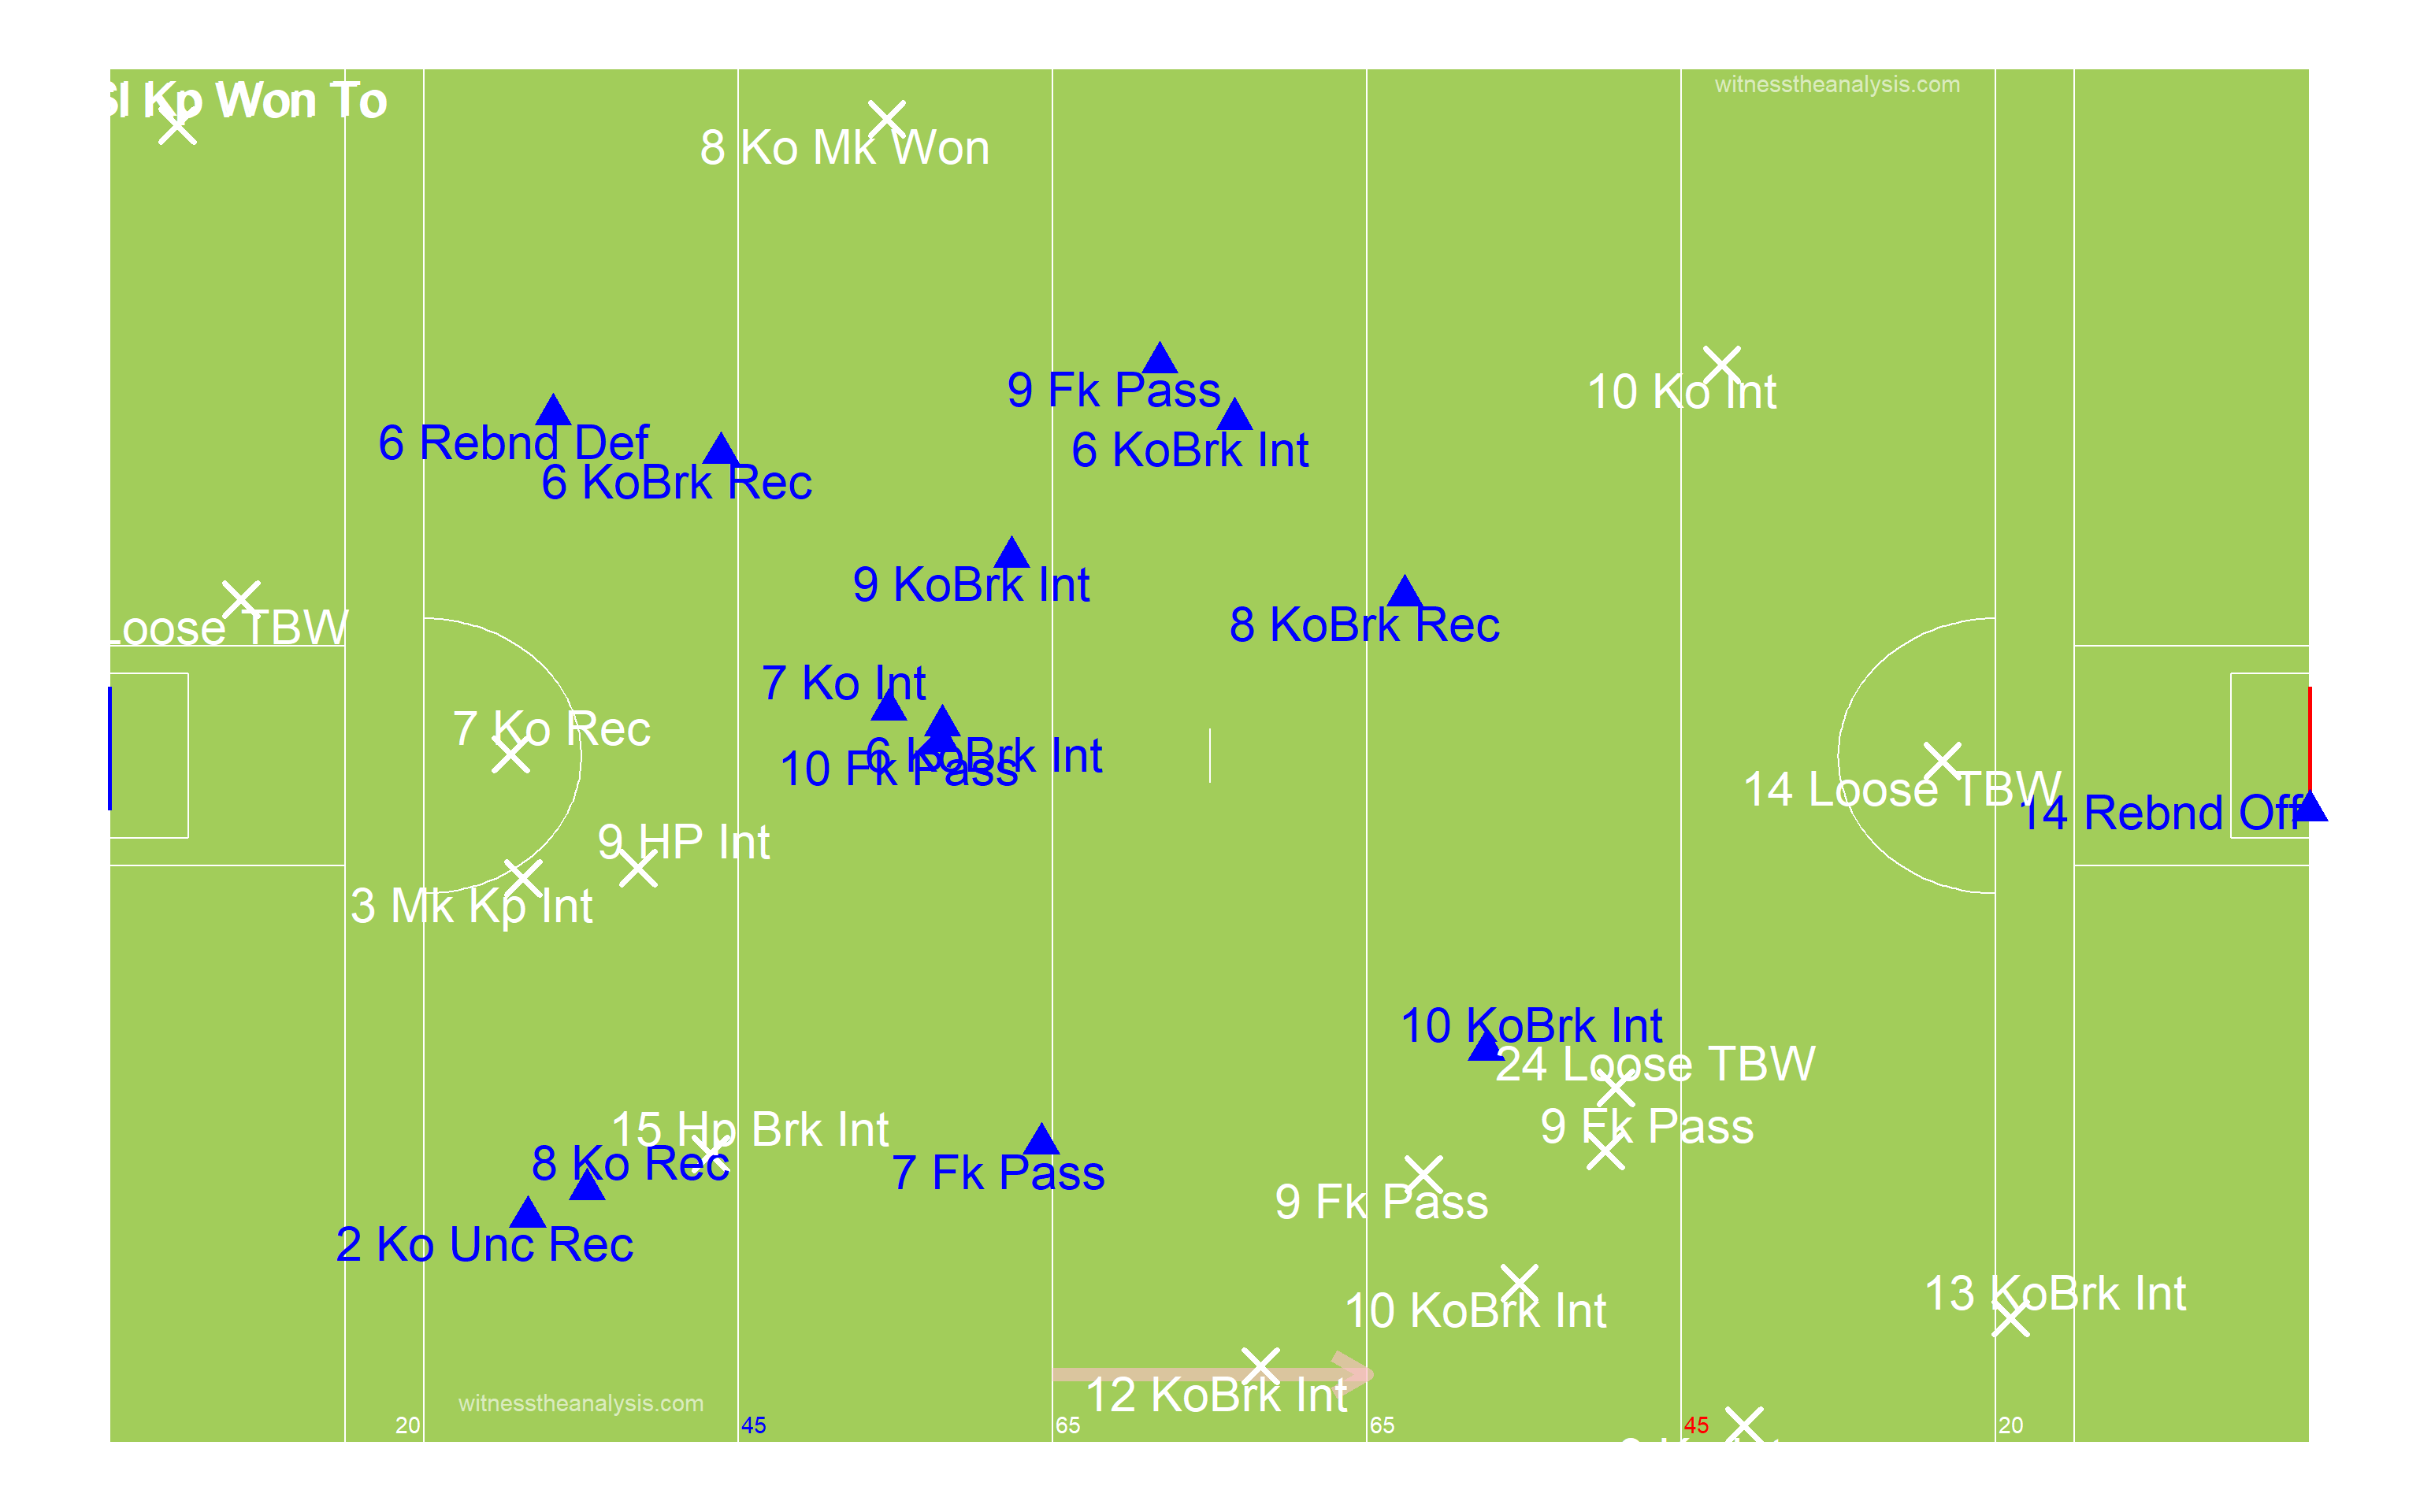 witnesstheanalysis.com
Kp Won To
8 Ko Mk Won
9 Fk Pass
10 Ko Int
6 Rebnd Def
6 KoBrk Int
6 KoBrk Rec
9 KoBrk Int
Loose TBW
8 KoBrk Rec
7 Ko Int
7 Ko Rec
6 KoBrk Int
10 Fk Pass
14 Loose TBW
14 Rebnd Off
9 HP Int
3 Mk Kp Int
10 KoBrk Int
24 Loose TBW
15 Hp Brk Int
9 Fk Pass
8 Ko Rec
7 Fk Pass
9 Fk Pass
2 Ko Unc Rec
13 KoBrk Int
10 KoBrk Int
12 KoBrk Int
witnesstheanalysis.com
20 45 65 65 45 20